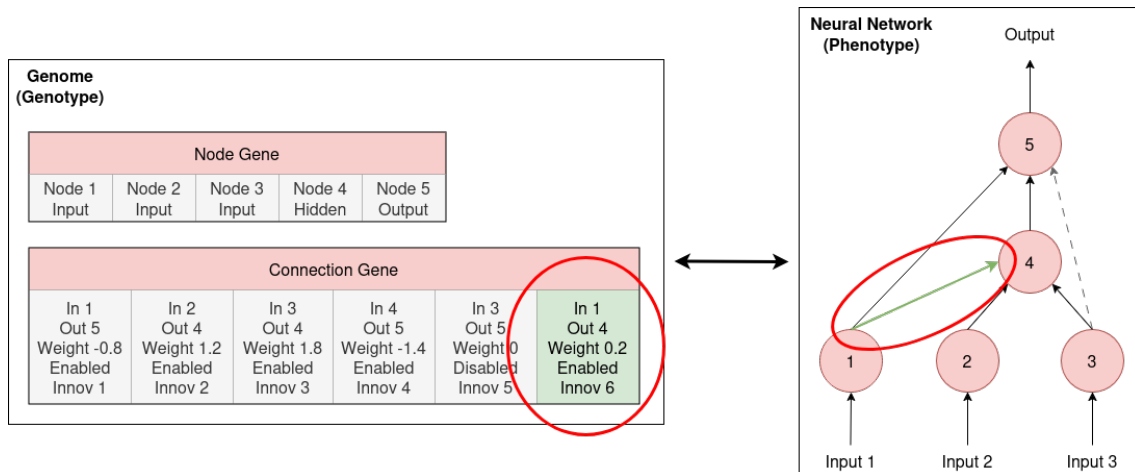 Genome
(Genotype)
Node Gene
Node 1
Input
Node 2
Input
Node 3
Input
Node 4
Hidden
Node 5
Output
Connection Gene
In 1
Out 5
Weight -0.8
Enabled
Innov 1
In 2
Out 4
Weight 1.2
Enabled
Innov 2
In 3
Out 4
Weight 1.8
Enabled
Innov 3
In 4
Out 5
Weight -1.4
Enabled
Innov 4
In 3
Out 5
Weight 0
Disabled
Innov 5
In 1
Out 4
Weight 0.2
Enabled
Innov 6
Neural Network
(Phenotype)
Output
5
4
1
2
3
Input 1
Input 2
Input 3